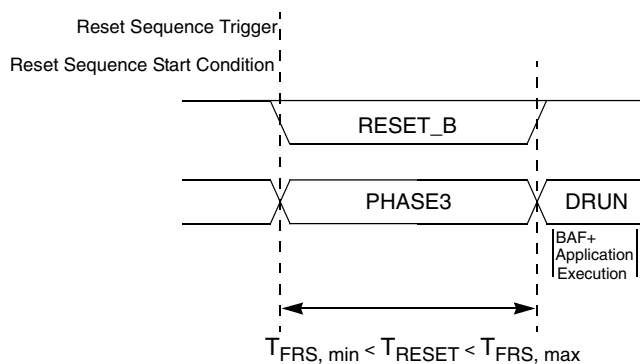 Reset Sequence Trigger
Reset Sequence Start Condition
RESET_B
PHASE3
DRUN
BAF+
Application
Execution
TFRS, min < TRESET < TFRS, max